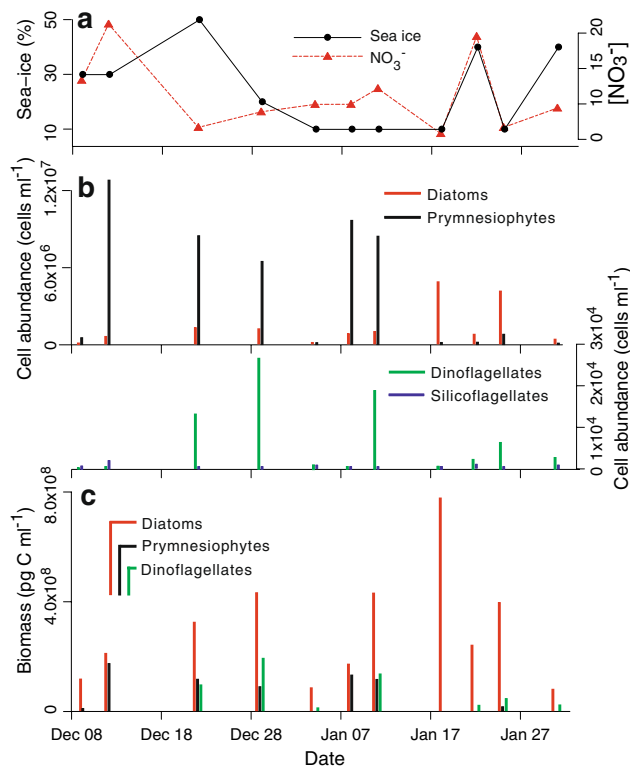 a
Sea−ice (%)
50
30
10
Sea ice
NO3-
20
15
10
5
0
[NO3-]
b
Cell abundance (cells ml−1)
1.2x10^7
6.0x10^6
0
Diatoms
Prymnesiophytes
Dinoflagellates
Silicoflagellates
3x10^4
2x10^4
1x10^4
0
Cell abundance (cells ml−1)
c
Biomass (pg C ml−1)
8.0x10^8
4.0x10^8
0
Diatoms
Prymnesiophytes
Dinoflagellates
Dec 08 Dec 18 Dec 28 Jan 07 Jan 17 Jan 27
Date